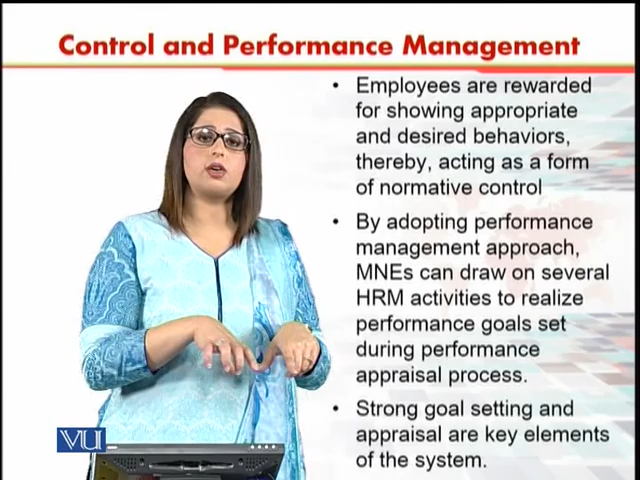 Control and Performance Management
• Employees are rewarded
for showing appropriate
and desired behaviors,
thereby, acting as a form
of normative control
• By adopting performance
management approach,
MNEs can draw on several
HRM activities to realize
performance goals set
during performance
appraisal process.
• Strong goal setting and
appraisal are key elements
of the system.
VU